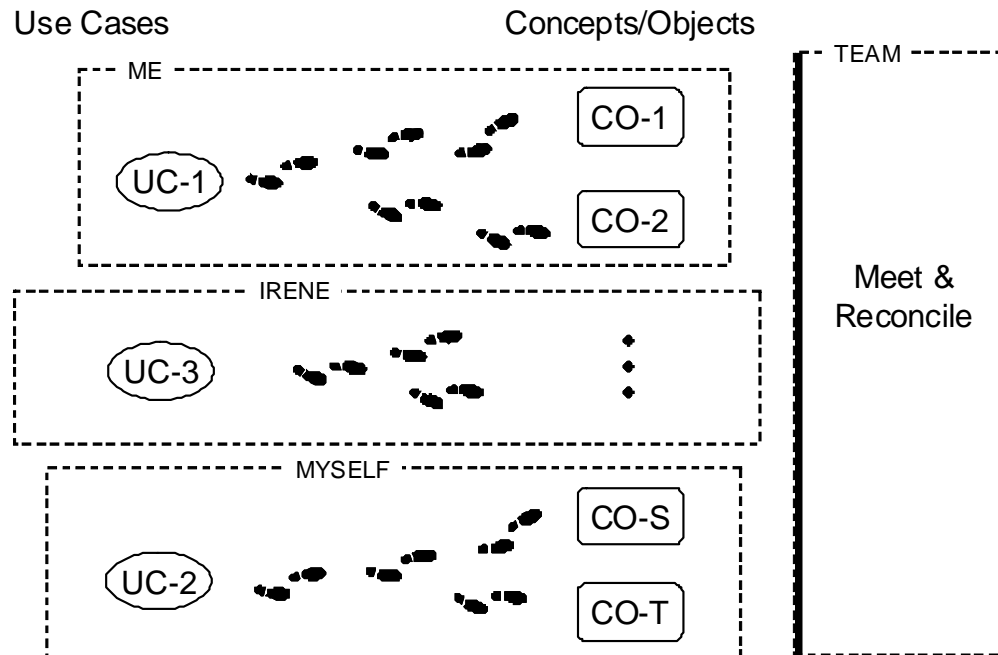 Use Cases
Concepts/Objects
TEAM
ME
CO-1
UC-1
CO-2
Meet &
Reconcile
IRENE
UC-3
MYSELF
CO-S
UC-2
CO-T